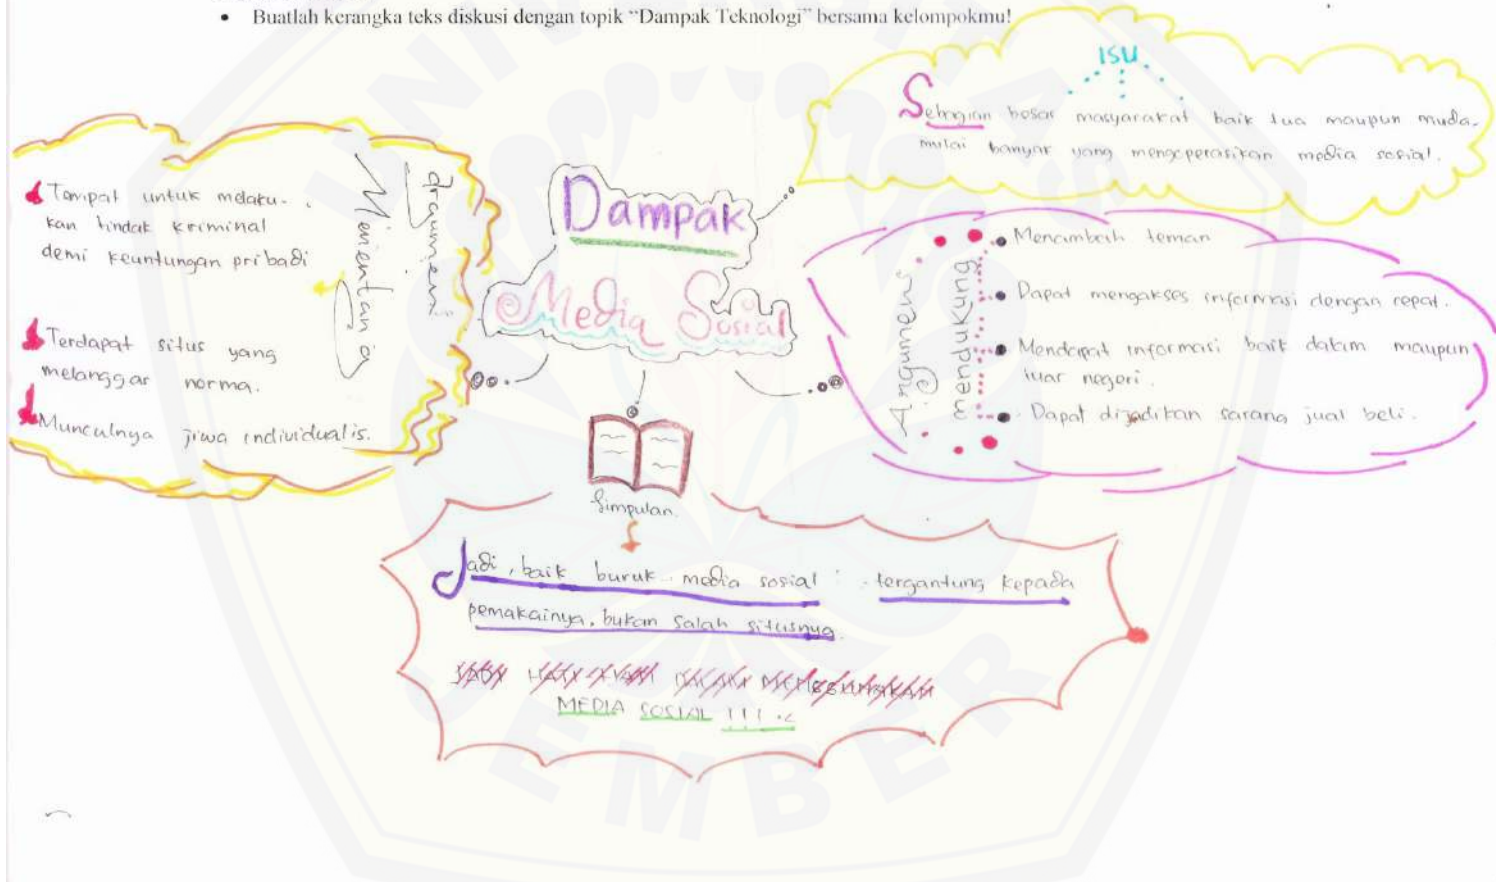 • Buatlah kerangka teks diskusi dengan topik “Dampak Teknologi” bersama kelompokmu!
ISU
Sebagian besar masyarakat baik tua maupun muda.
mulai banyak yang mengoperasikan media sosial.
Dampak
Media Sosial
Argumen
Menentang
Tempat untuk melaku-
kan tindak kriminal
demi keuntungan pribadi
Terdapat situs yang
melanggar norma.
Munculnya jiwa individualis.
Argumens
mendukung
Menambah teman
Dapat mengakses informasi dengan cepat.
Mendapat informasi baik dalam maupun
luar negeri.
Dapat dijadikan sarana jual beli.
Simpulan.
Jadi, baik buruk media sosial tergantung kepada
pemakainya, bukan salah situsnya.
MEDIA SOSIAL !!!
UNIVERSITAS
JEMBER